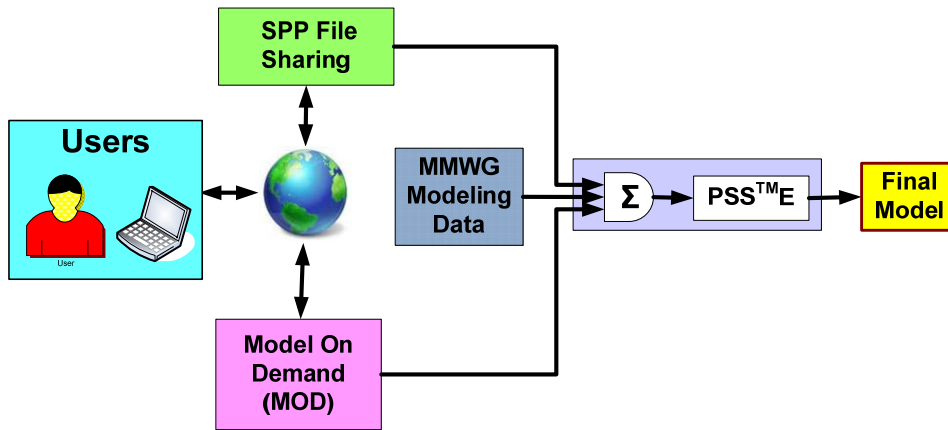 SPP File
Sharing
Users
User
MMWG
Modeling
Data
Σ
PSS™E
Final
Model
Model On
Demand
(MOD)